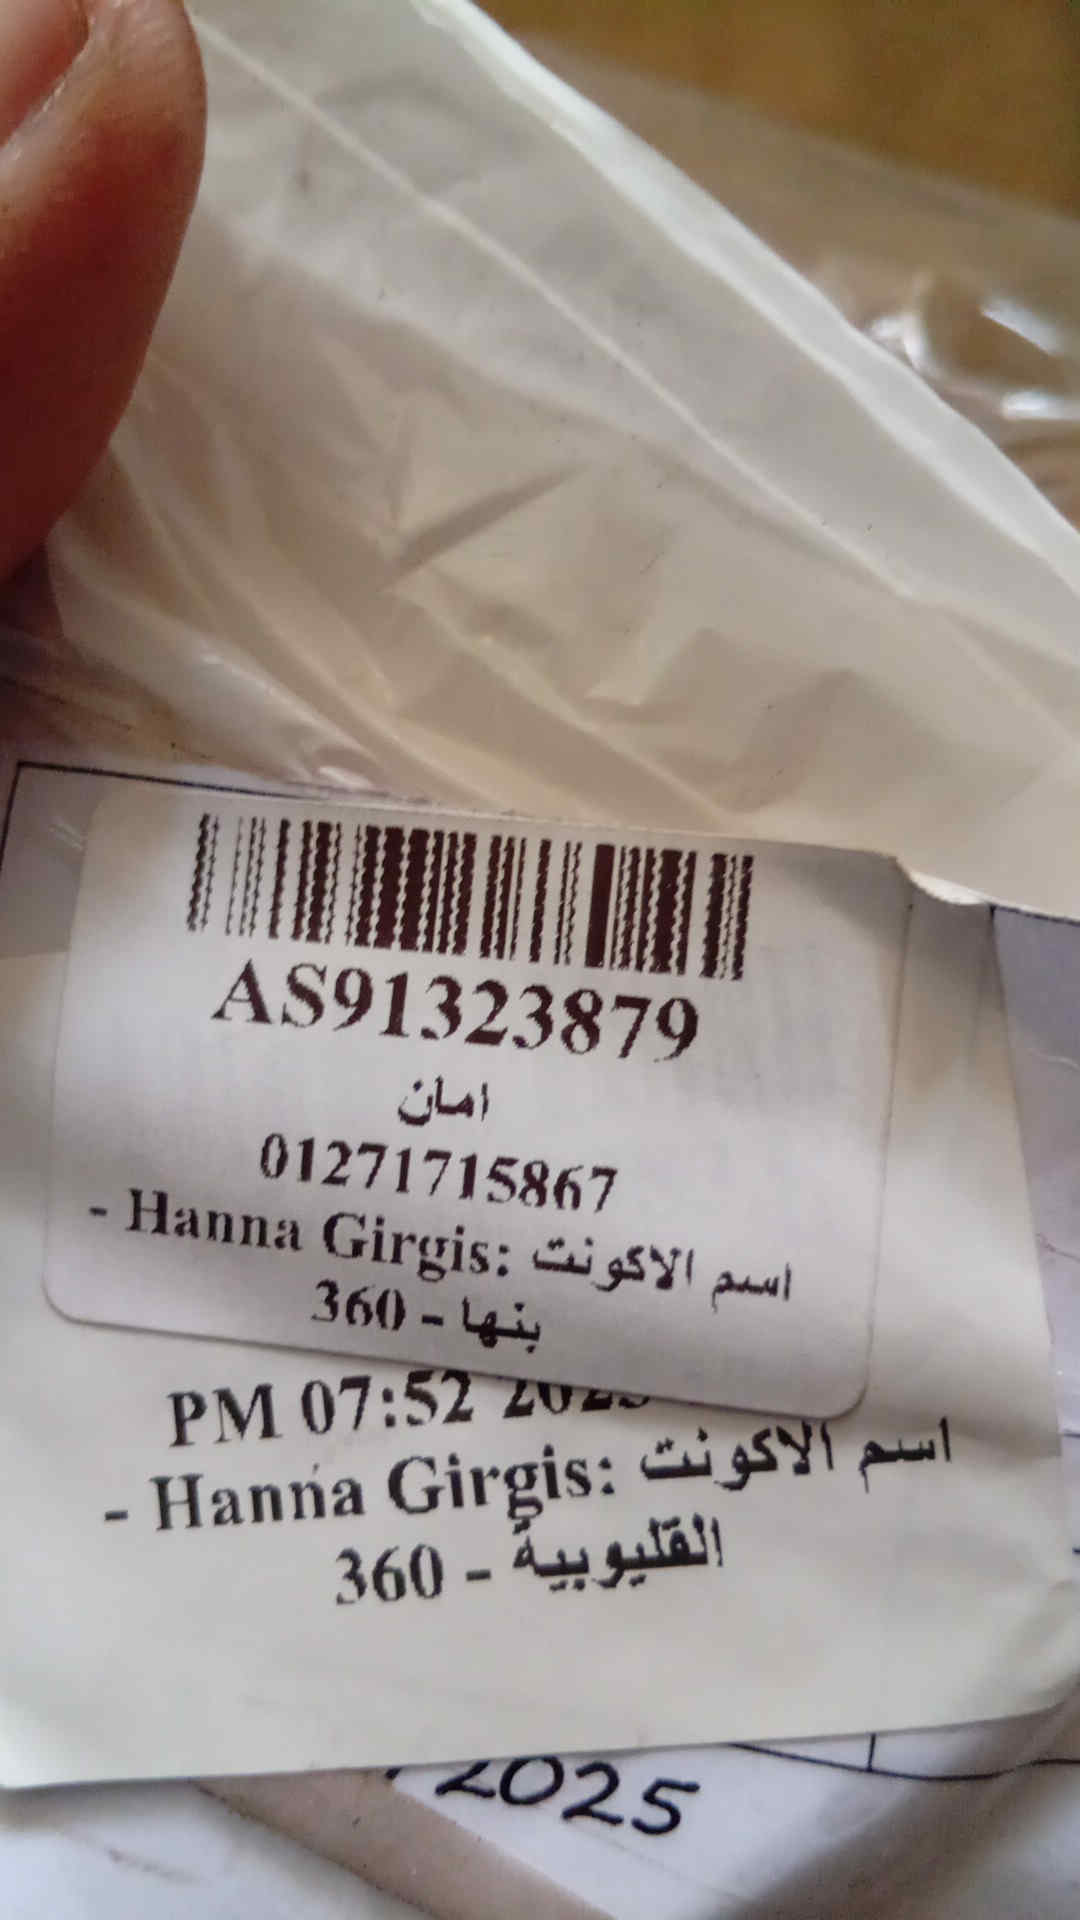 AS91323879
امان
01271715867
اسم الاكونت :Hanna Girgis -
بنها - 360
PM 07:52 2025
اسم الاكونت :Hanna Girgis -
القليوبية - 360
2025